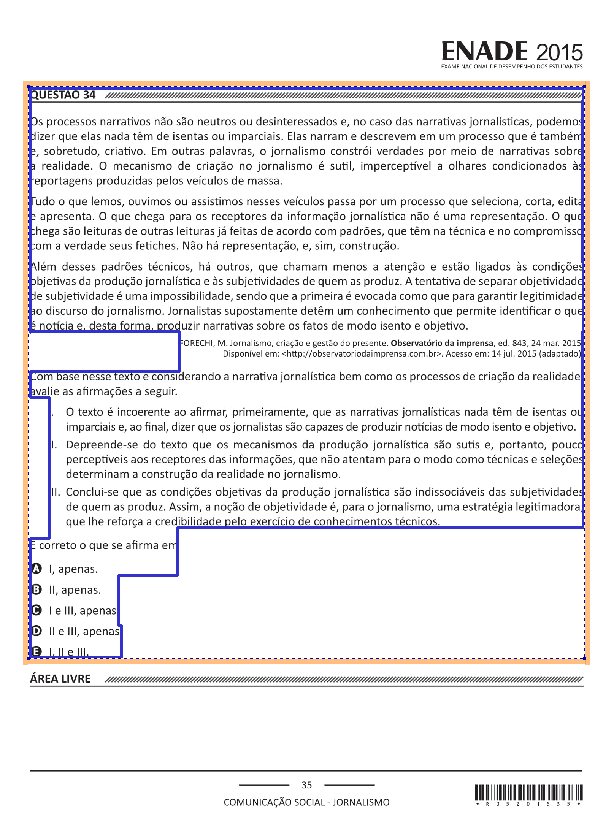 ENADE 2015
EXAME NACIONAL DE DESEMPENHO DOS ESTUDANTES
QUESTÃO 34
Os processos narrativos não são neutros ou desinteressados e, no caso das narrativas jornalísticas, podemos
dizer que elas nada têm de isentas ou imparciais. Elas narram e descrevem em um processo que é também
e, sobretudo, criativo. Em outras palavras, o jornalismo constrói verdades por meio de narrativas sobre
a realidade. O mecanismo de criação no jornalismo é sutil, imperceptível a olhares condicionados às
reportagens produzidas pelos veículos de massa.
Tudo o que lemos, ouvimos ou assistimos nesses veículos passa por um processo que seleciona, corta, edita
e apresenta. O que chega para os receptores da informação jornalística não é uma representação. O que
chega são leituras de outras leituras já feitas de acordo com padrões, que têm na técnica e no compromisso
com a verdade seus fetiches. Não há representação, e, sim, construção.
Além desses padrões técnicos, há outros, que chamam menos a atenção e estão ligados às condições
objetivas da produção jornalística e às subjetividades de quem as produz. A tentativa de separar objetividade
de subjetividade é uma impossibilidade, sendo que a primeira é evocada como para garantir legitimidade
ao discurso do jornalismo. Jornalistas supostamente detêm um conhecimento que permite identificar o que
é notícia e, desta forma, produzir narrativas sobre os fatos de modo isento e objetivo.
FORECHI, M. Jornalismo, criação e gestão do presente. Observatório da imprensa, ed. 843, 24 mar. 2015.
Disponível em: <http://observatoriodaimprensa.com.br>. Acesso em: 14 jul. 2015 (adaptado).
Com base nesse texto e considerando a narrativa jornalística bem como os processos de criação da realidade,
avalie as afirmações a seguir.
I. O texto é incoerente ao afirmar, primeiramente, que as narrativas jornalísticas nada têm de isentas ou
imparciais e, ao final, dizer que os jornalistas são capazes de produzir notícias de modo isento e objetivo.
II. Depreende-se do texto que os mecanismos da produção jornalística são sutis e, portanto, pouco
perceptíveis aos receptores das informações, que não atentam para o modo como técnicas e seleções
determinam a construção da realidade no jornalismo.
III. Conclui-se que as condições objetivas da produção jornalística são indissociáveis das subjetividades
de quem as produz. Assim, a noção de objetividade é, para o jornalismo, uma estratégia legitimadora,
que lhe reforça a credibilidade pelo exercício de conhecimentos técnicos.
É correto o que se afirma em
A I, apenas.
B II, apenas.
C I e III, apenas.
D II e III, apenas.
E I, II e III.
ÁREA LIVRE
35
COMUNICAÇÃO SOCIAL - JORNALISMO
*R3520153​5*